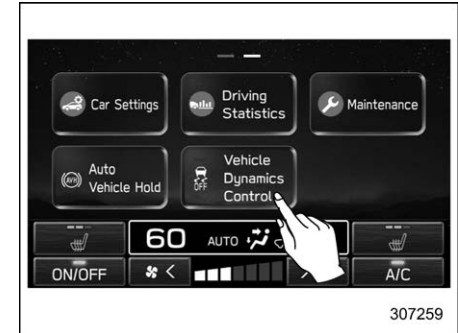 Car Settings
Driving
Statistics
Maintenance
AVH
Auto
Vehicle Hold
OFF
Vehicle
Dynamics
Control
60
AUTO
ON/OFF
<
>
A/C
307259